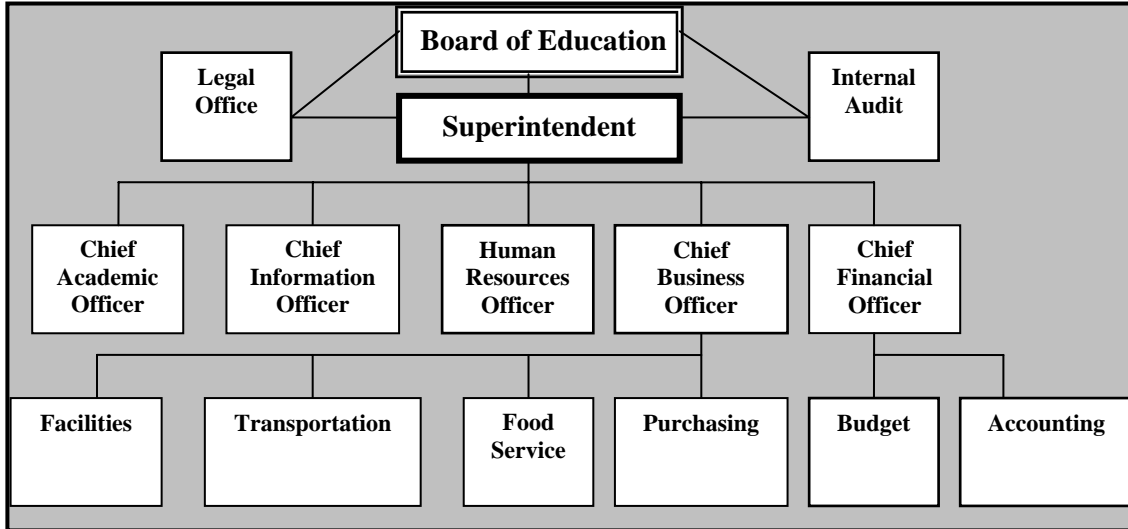 Board of Education
Legal
Office
Internal
Audit
Superintendent
Chief
Academic
Officer
Chief
Information
Officer
Human
Resources
Officer
Chief
Business
Officer
Chief
Financial
Officer
Facilities
Transportation
Food
Service
Purchasing
Budget
Accounting